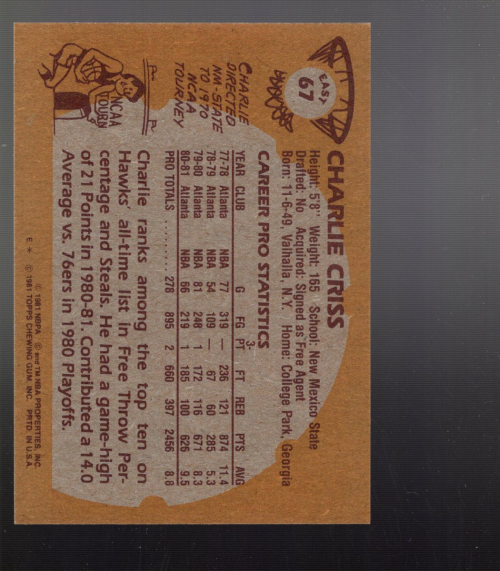 EAST
67
CHARLIE CRISS
Height: 5'8" Weight: 165 School: New Mexico State
Drafted: No Acquired: Signed as Free Agent
Born: 11-6-49, Valhalla, N.Y. Home: College Park, Georgia
CAREER PRO STATISTICS
YEAR CLUB G FG 3-PT FT REB PTS AVG
77-78 Atlanta NBA 77 319 — 236 121 874 11.4
78-79 Atlanta NBA 54 109 — 67 60 285 5.3
79-80 Atlanta NBA 81 248 1 172 116 671 8.3
80-81 Atlanta NBA 66 219 1 185 100 626 9.5
PRO TOTALS ......... 278 895 2 660 397 2456 8.8
CHARLIE
DIRECTED
NM-STATE
TO 1970
NCAA
TOURNEY
NCAA
TOURN
Charlie ranks among the top ten on
Hawks' all-time list in Free Throw Per-
centage and Steals. He had a game-high
of 21 Points in 1980-81. Contributed a 14.0
Average vs. 76ers in 1980 Playoffs.
© 1981 NBPA © and TM NBA PROPERTIES, INC.
E * © 1981 TOPPS CHEWING GUM, INC. PRTD. IN U.S.A.